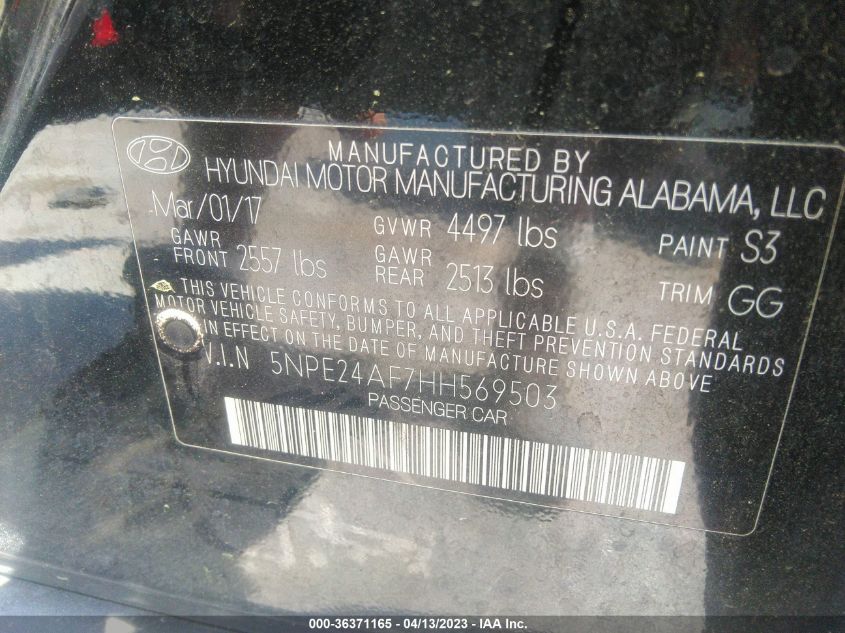 MANUFACTURED BY
HYUNDAI MOTOR MANUFACTURING ALABAMA, LLC
Mar/01/17 GVWR 4497 lbs PAINT S3
GAWR FRONT 2557 lbs GAWR REAR 2513 lbs TRIM GG
THIS VEHICLE CONFORMS TO ALL APPLICABLE U.S.A. FEDERAL
MOTOR VEHICLE SAFETY, BUMPER, AND THEFT PREVENTION STANDARDS
IN EFFECT ON THE DATE OF MANUFACTURE SHOWN ABOVE
V.I.N 5NPE24AF7HH569503
PASSENGER CAR
000-36371165 - 04/13/2023 - IAA Inc.